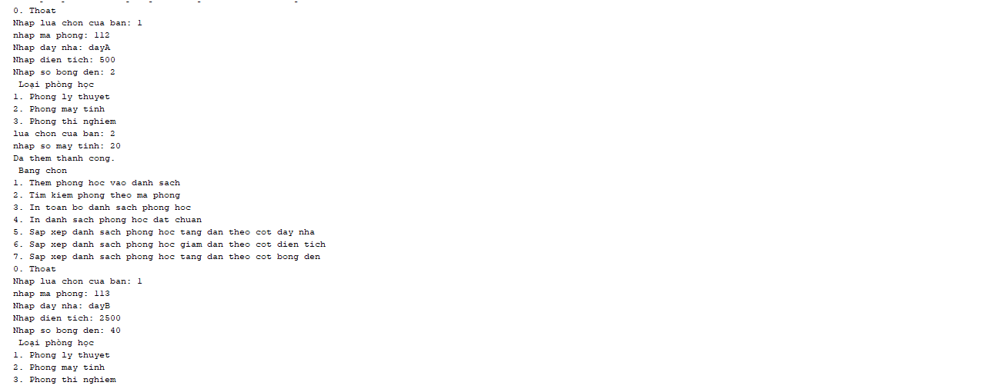 0. Thoat
Nhap lua chon cua ban: 1
nhap ma phong: 112
Nhap day nha: dayA
Nhap dien tich: 500
Nhap so bong den: 2
Loại phòng học
1. Phong ly thuyet
2. Phong may tinh
3. Phong thi nghiem
lua chon cua ban: 2
nhap so may tinh: 20
Da them thanh cong.
Bang chon
1. Them phong hoc vao danh sach
2. Tim kiem phong theo ma phong
3. In toan bo danh sach phong hoc
4. In danh sach phong hoc dat chuan
5. Sap xep danh sach phong hoc tang dan theo cot day nha
6. Sap xep danh sach phong hoc giam dan theo cot dien tich
7. Sap xep danh sach phong hoc tang dan theo cot bong den
0. Thoat
Nhap lua chon cua ban: 1
nhap ma phong: 113
Nhap day nha: dayB
Nhap dien tich: 2500
Nhap so bong den: 40
Loại phòng học
1. Phong ly thuyet
2. Phong may tinh
3. Phong thi nghiem